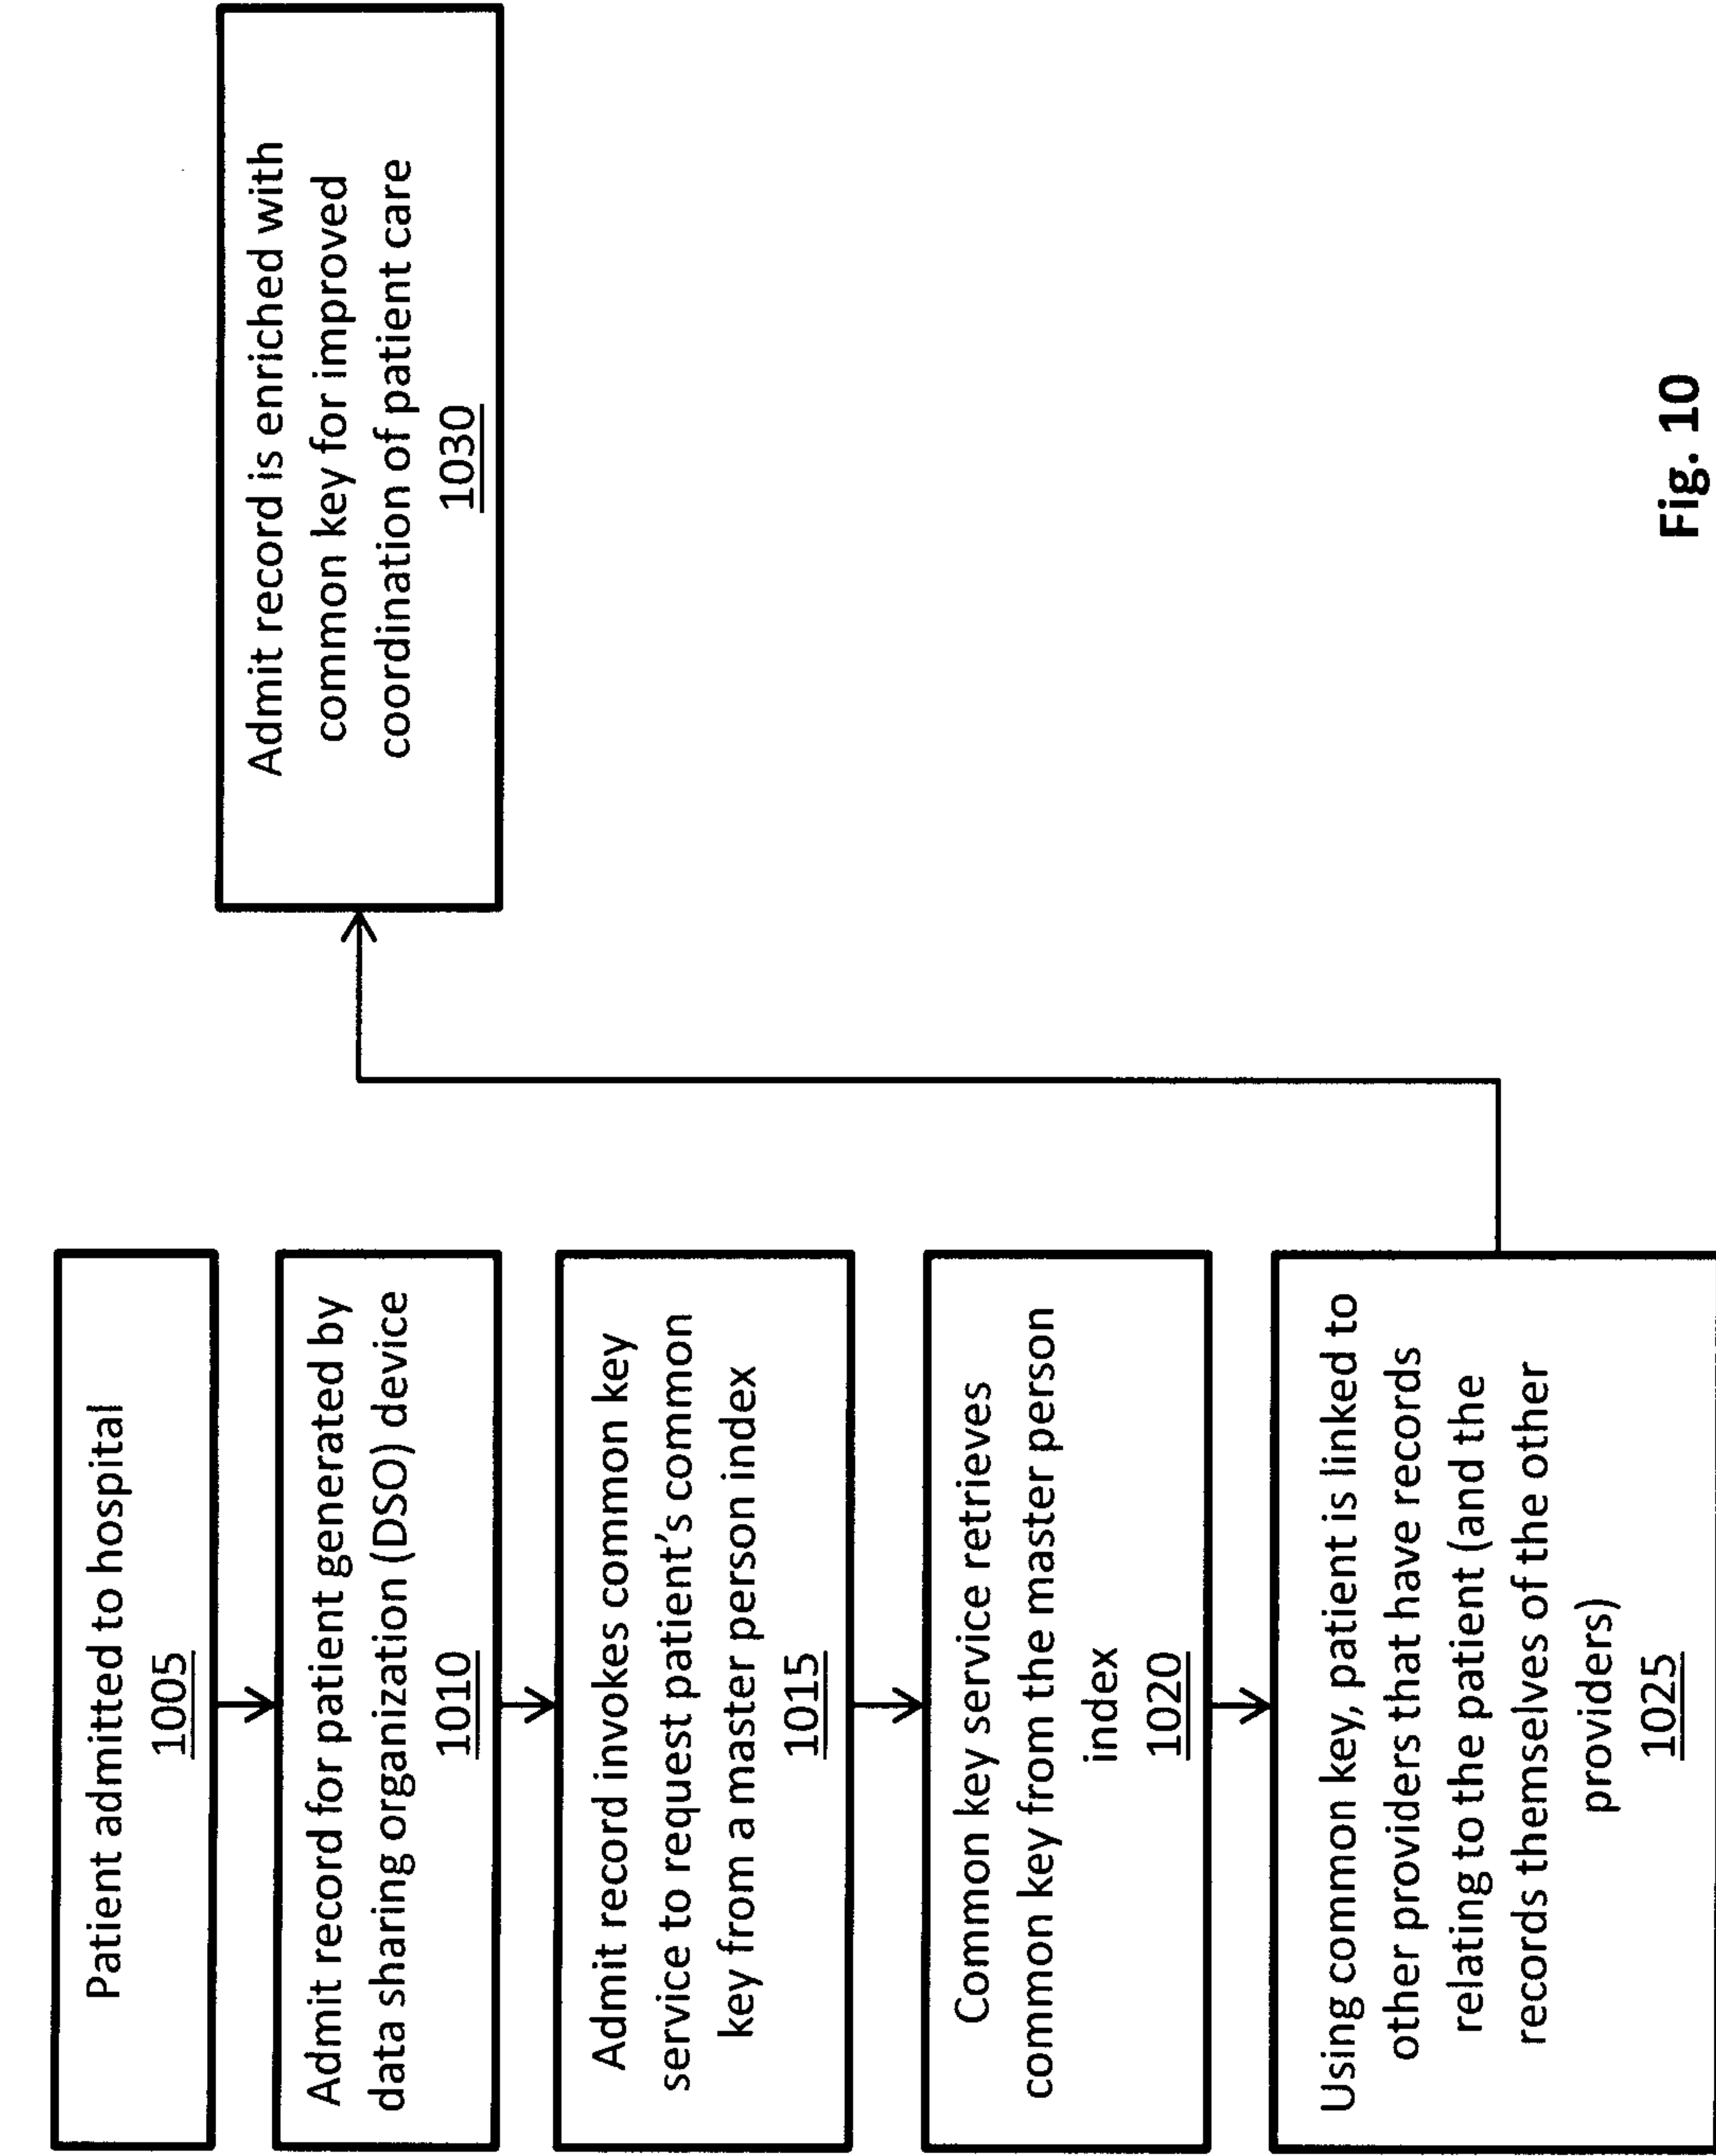 Patient admitted to hospital
1005
Admit record for patient generated by
data sharing organization (DSO) device
1010
Admit record invokes common key
service to request patient's common
key from a master person index
1015
Common key service retrieves
common key from the master person
index
1020
Using common key, patient is linked to
other providers that have records
relating to the patient (and the
records themselves of the other
providers)
1025
Admit record is enriched with
common key for improved
coordination of patient care
1030
Fig. 10